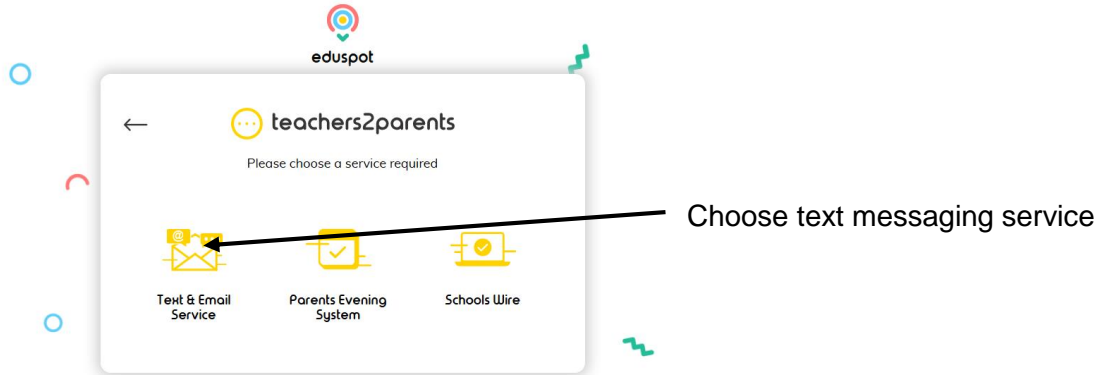 eduspot
teachers2parents
Please choose a service required
Choose text messaging service
@
Text & Email
Service
Parents Evening
System
Schools Wire